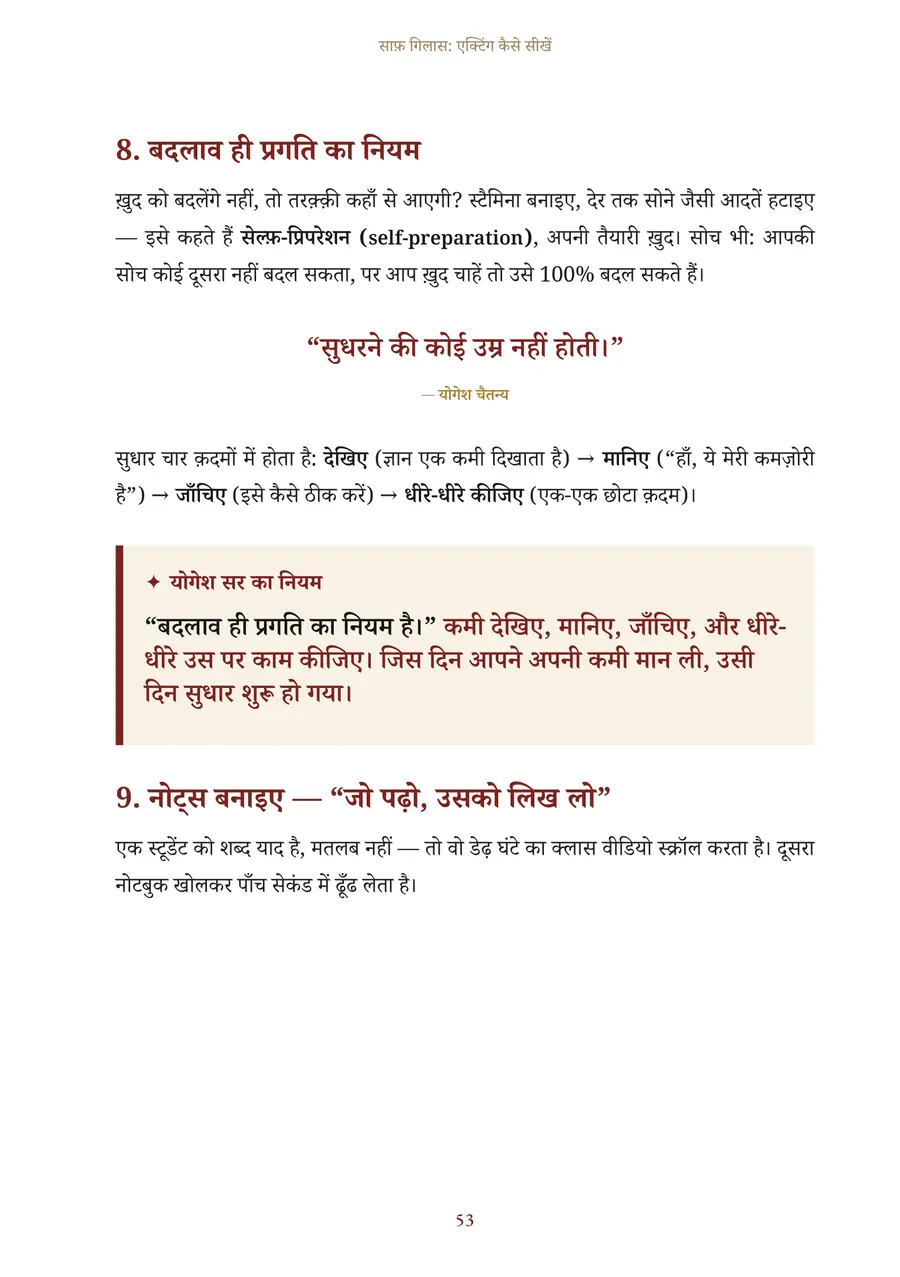 साफ़ गिलास: एक्टिंग कैसे सीखें
8. बदलाव ही प्रगति का नियम
ख़ुद को बदलेंगे नहीं, तो तरक़्क़ी कहाँ से आएगी? स्टैमिना बनाइए, देर तक सोने जैसी आदतें हटाइए
— इसे कहते हैं सेल्फ़-प्रिपरेशन (self-preparation), अपनी तैयारी ख़ुद। सोच भी: आपकी
सोच कोई दूसरा नहीं बदल सकता, पर आप ख़ुद चाहें तो उसे 100% बदल सकते हैं।
“सुधरने की कोई उम्र नहीं होती।”
— योगेश चैतन्य
सुधार चार क़दमों में होता है: देखिए (ज्ञान एक कमी दिखाता है) → मानिए (“हाँ, ये मेरी कमज़ोरी
है”) → जाँचिए (इसे कैसे ठीक करें) → धीरे-धीरे कीजिए (एक-एक छोटा क़दम)।
✦ योगेश सर का नियम
“बदलाव ही प्रगति का नियम है।” कमी देखिए, मानिए, जाँचिए, और धीरे-
धीरे उस पर काम कीजिए। जिस दिन आपने अपनी कमी मान ली, उसी
दिन सुधार शुरू हो गया।
9. नोट्स बनाइए — “जो पढ़ो, उसको लिख लो”
एक स्टूडेंट को शब्द याद है, मतलब नहीं — तो वो डेढ़ घंटे का क्लास वीडियो स्क्रॉल करता है। दूसरा
नोटबुक खोलकर पाँच सेकंड में ढूँढ लेता है।
53